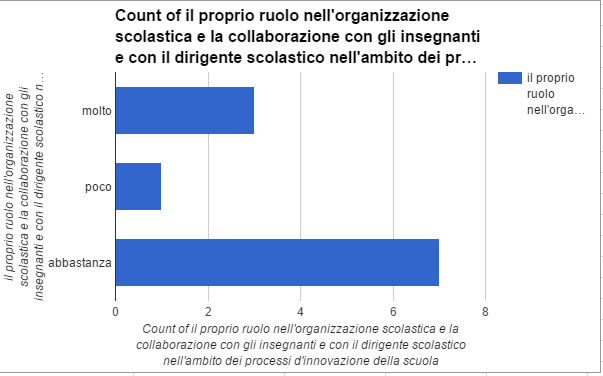 Count of il proprio ruolo nell'organizzazione
scolastica e la collaborazione con gli insegnanti
e con il dirigente scolastico nell'ambito dei pr…
il proprio
ruolo
nell'orga…
il proprio ruolo nell'organizzazione
scolastica e la collaborazione con gli
insegnanti e con il dirigente scolastico n…
molto
poco
abbastanza
0 2 4 6 8
Count of il proprio ruolo nell'organizzazione scolastica e la
collaborazione con gli insegnanti e con il dirigente scolastico
nell'ambito dei processi d'innovazione della scuola